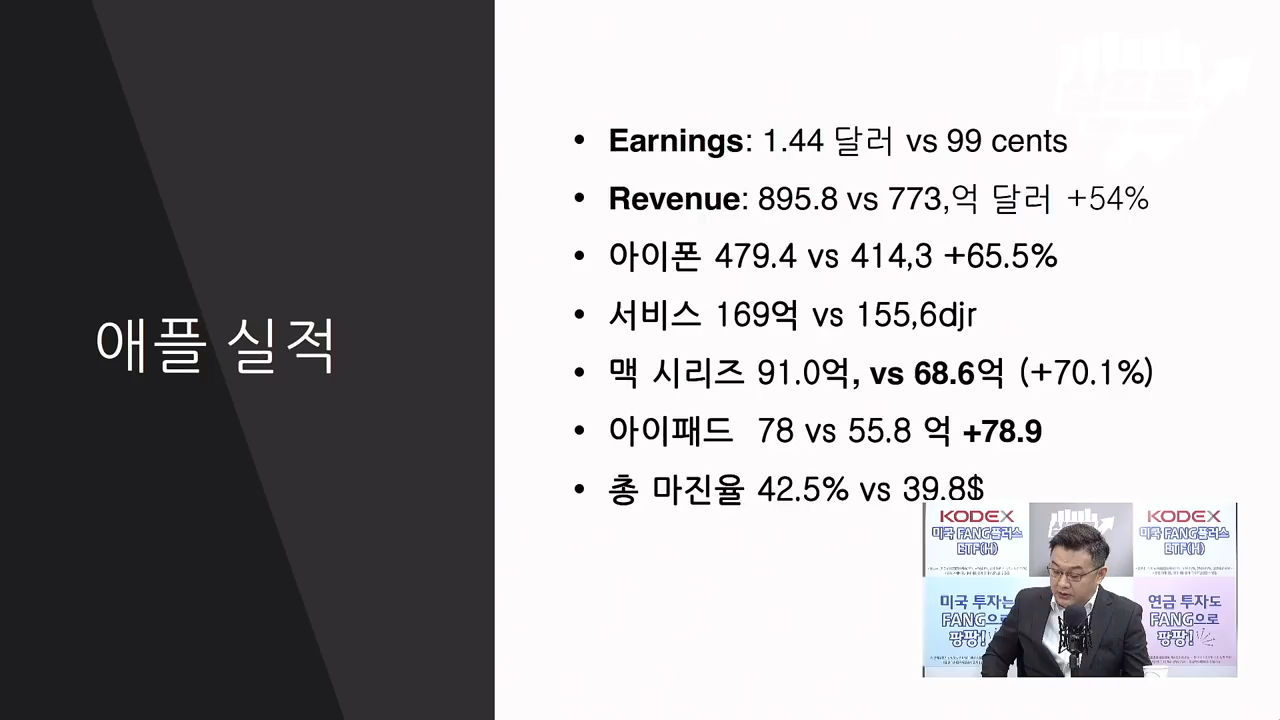 애플 실적
• Earnings: 1.44 달러 vs 99 cents
• Revenue: 895.8 vs 773,억 달러 +54%
• 아이폰 479.4 vs 414,3 +65.5%
• 서비스 169억 vs 155,6djr
• 맥 시리즈 91.0억, vs 68.6억 (+70.1%)
• 아이패드 78 vs 55.8 억 +78.9
• 총 마진율 42.5% vs 39.8$
KODEX
미국 FANG플러스
ETF(H)
KODEX
미국 FANG플러스
ETF(H)
미국 투자는
FANG으로
팡팡!
연금 투자도
FANG으로
팡팡!